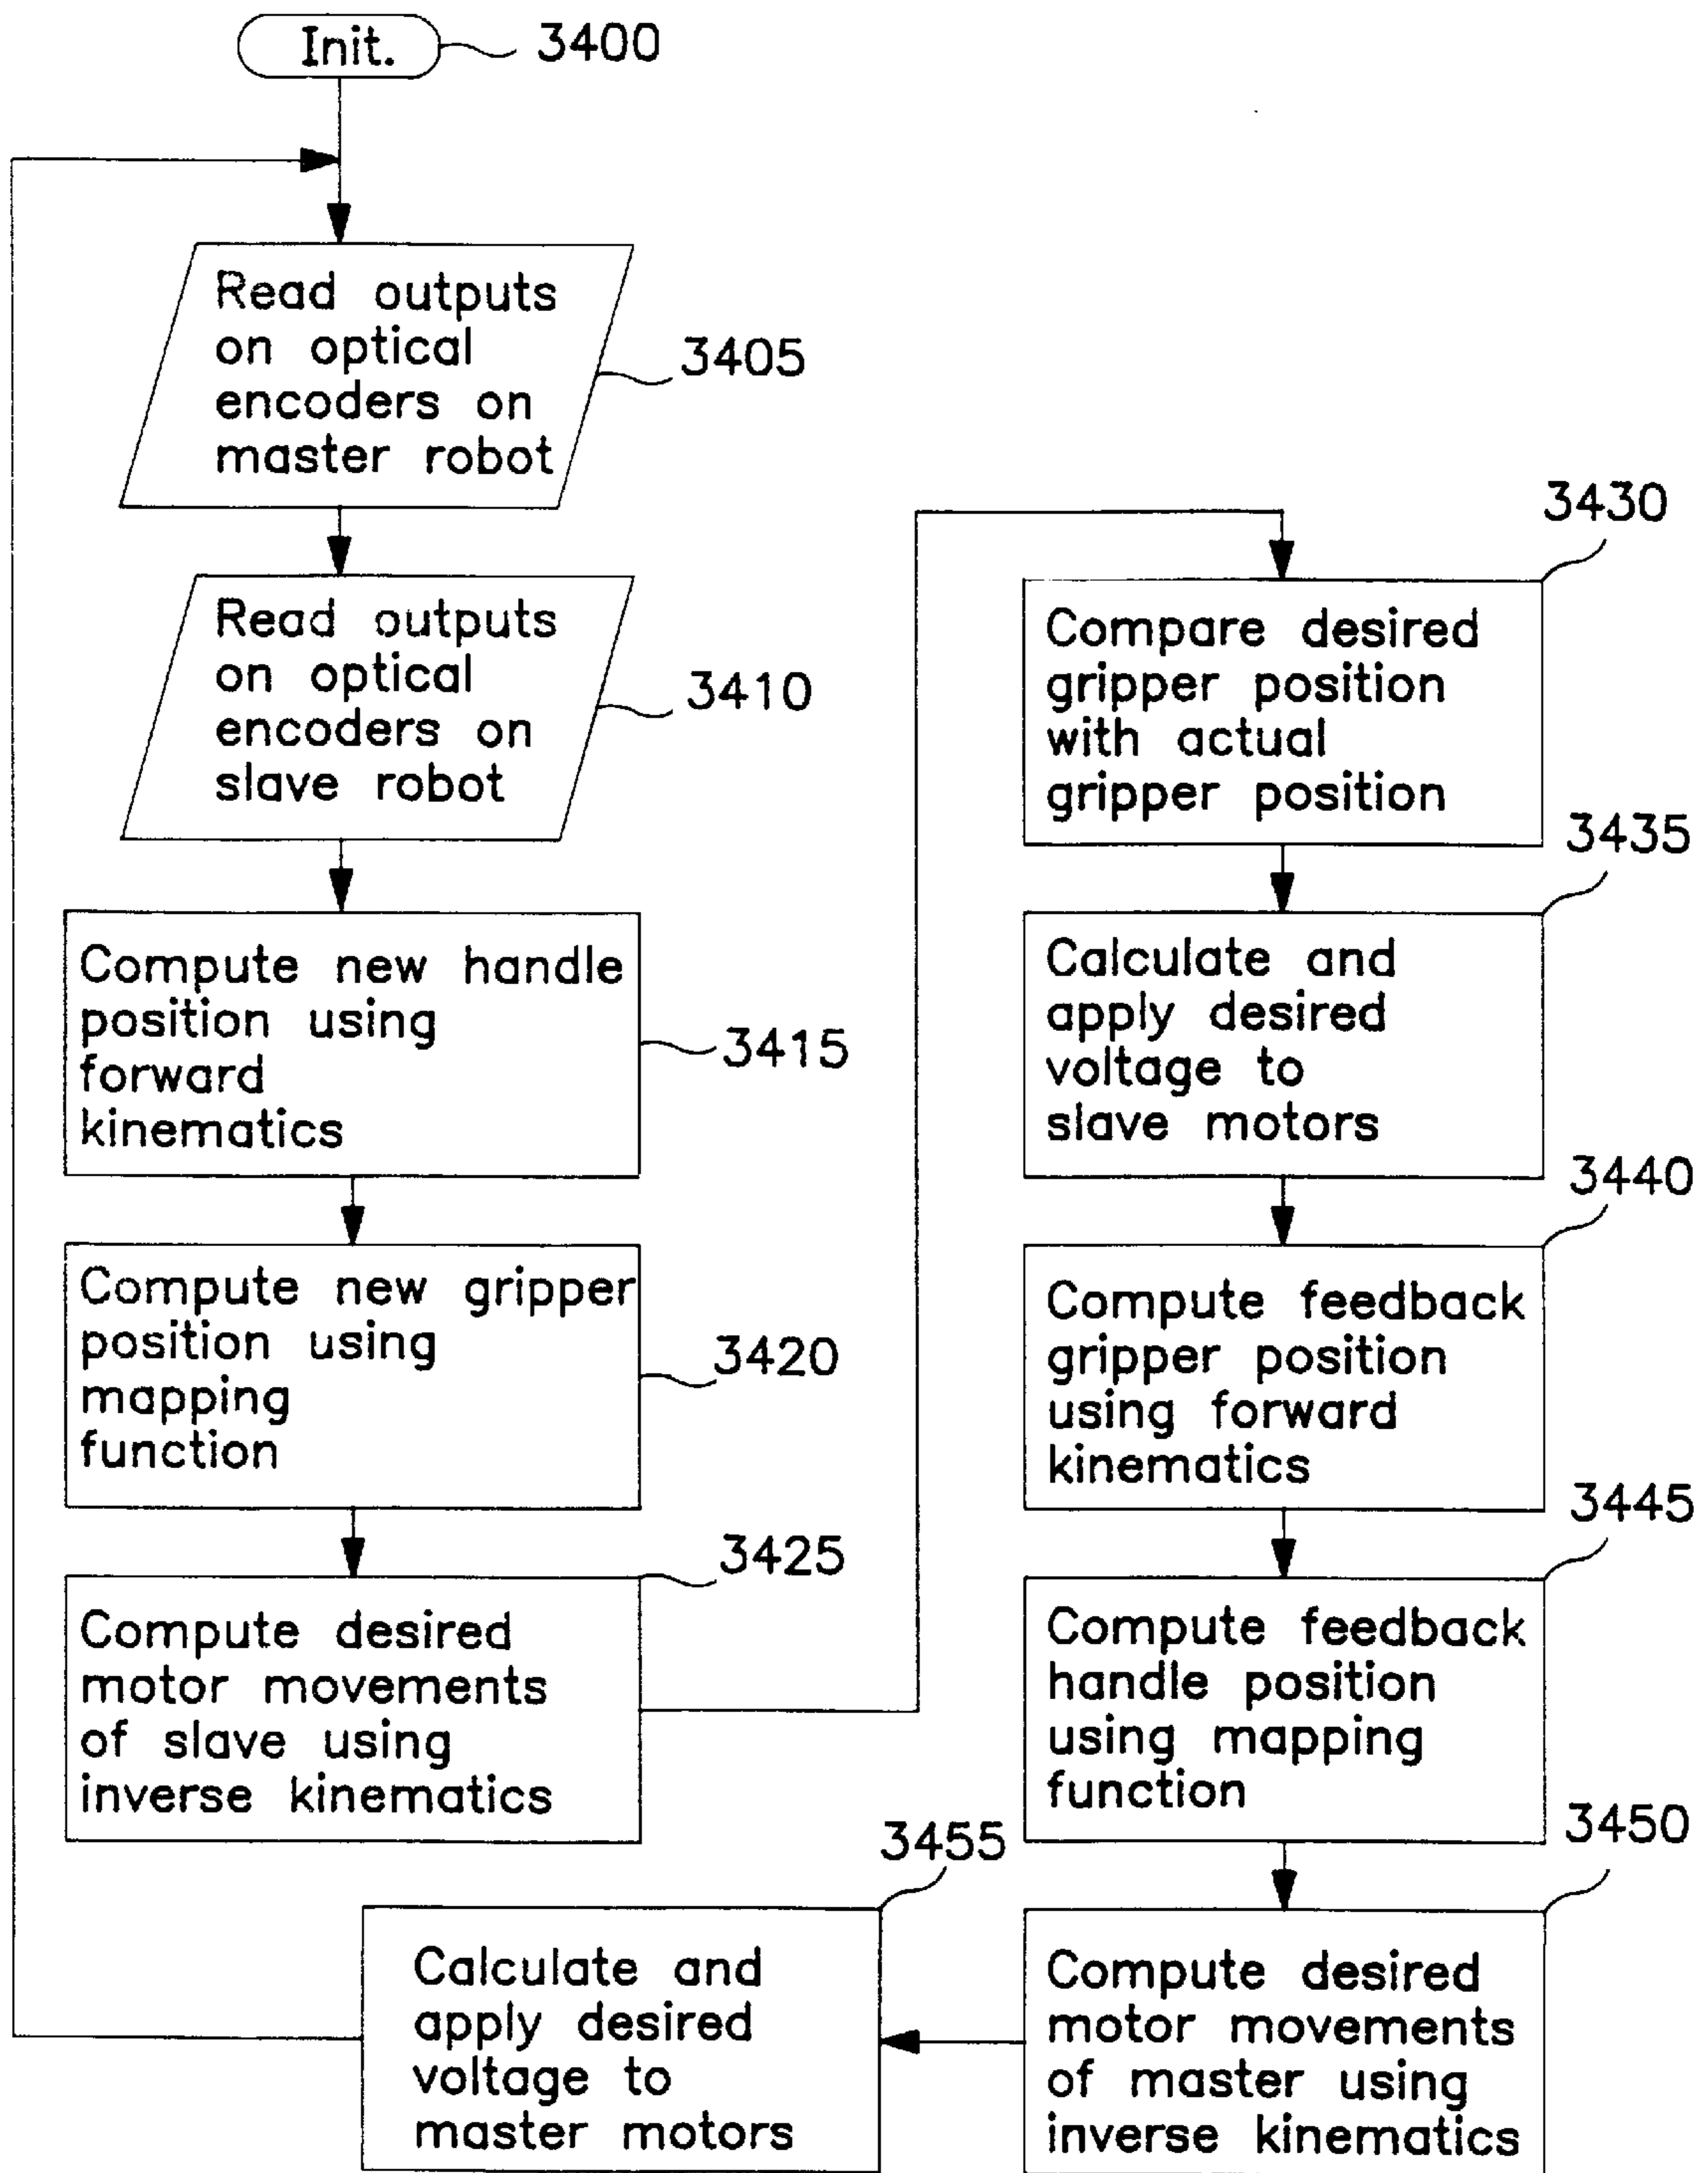 Init.
3400
Read outputs
on optical
encoders on
master robot
3405
Read outputs
on optical
encoders on
slave robot
3410
Compute new handle
position using
forward
kinematics
3415
Compute new gripper
position using
mapping
function
3420
3425
Compute desired
motor movements
of slave using
inverse kinematics
3430
Compare desired
gripper position
with actual
gripper position
3435
Calculate and
apply desired
voltage to
slave motors
3440
Compute feedback
gripper position
using forward
kinematics
3445
Compute feedback
handle position
using mapping
function
3450
Compute desired
motor movements
of master using
inverse kinematics
3455
Calculate and
apply desired
voltage to
master motors